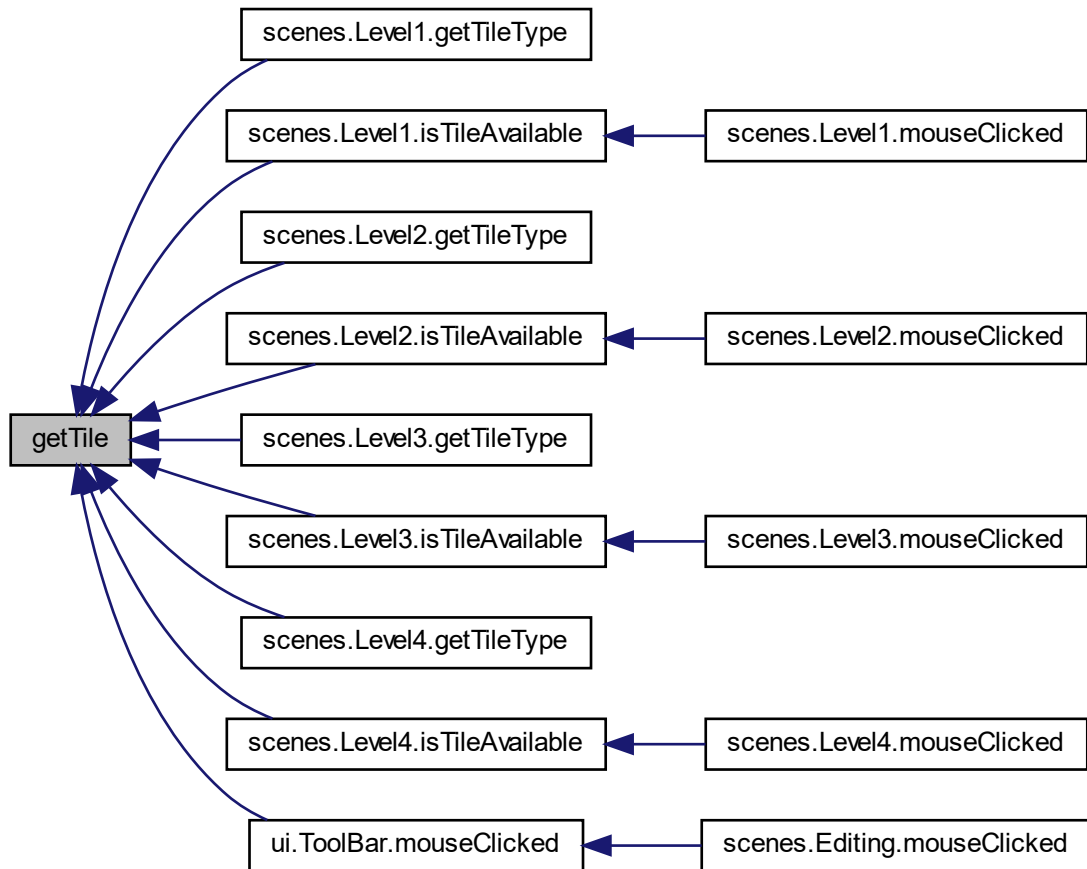 scenes.Level1.getTileType
scenes.Level1.isTileAvailable
scenes.Level1.mouseClicked
scenes.Level2.getTileType
scenes.Level2.isTileAvailable
scenes.Level2.mouseClicked
getTile
scenes.Level3.getTileType
scenes.Level3.isTileAvailable
scenes.Level3.mouseClicked
scenes.Level4.getTileType
scenes.Level4.isTileAvailable
scenes.Level4.mouseClicked
ui.ToolBar.mouseClicked
scenes.Editing.mouseClicked